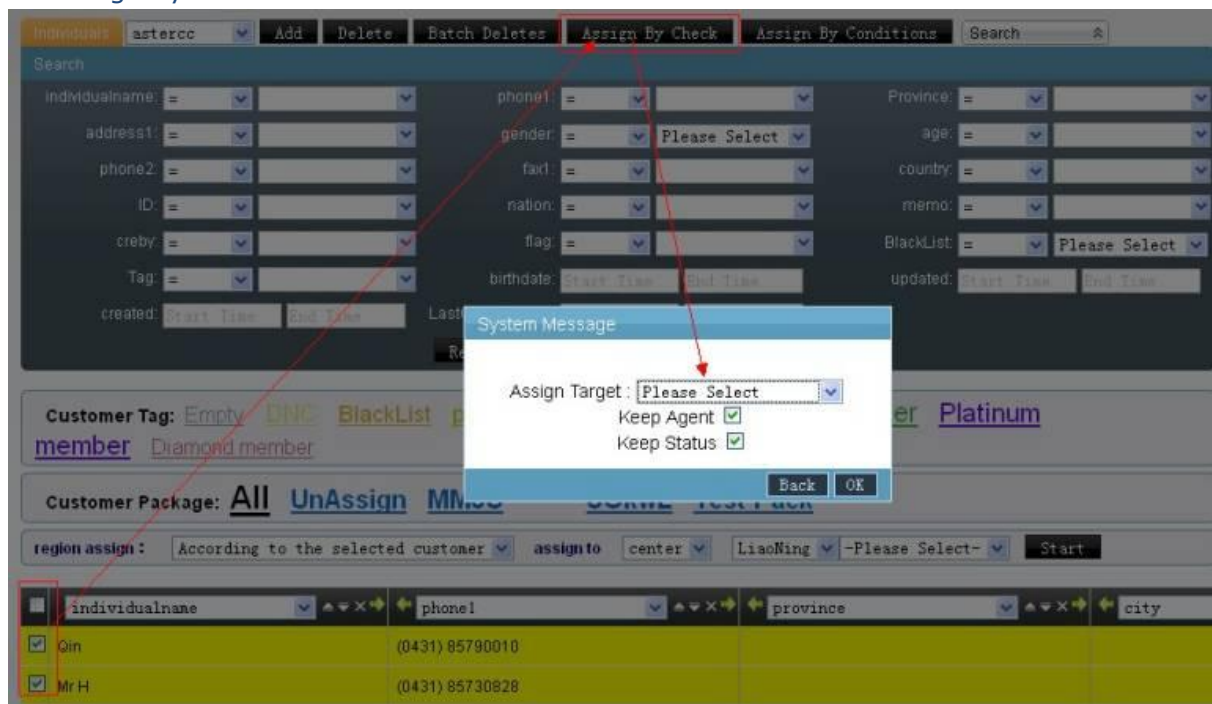 Individuals astercc Add Delete Batch Deletes Assign By Check Assign By Conditions Search
Search
individualname: = phone1: = Province: =
address1: = gender: = Please Select age: =
phone2: = fax1: = country: =
ID: = nation: = memo: =
creby: = flag: = BlackList: = Please Select
Tag: = birthdate: Start Time End Time updated: Start Time End Time
created: Start Time End Time Last
System Message
Assign Target : Please Select
Keep Agent
Keep Status
Back OK
Customer Tag: Empty DNC BlackList Platinum
member Diamond member
Customer Package: All UnAssign Test Pack
region assign : According to the selected customer assign to center LiaoNing -Please Select- Start
individualname phone1 province city
Qin (0431) 85790010
Mr H (0431) 85730828